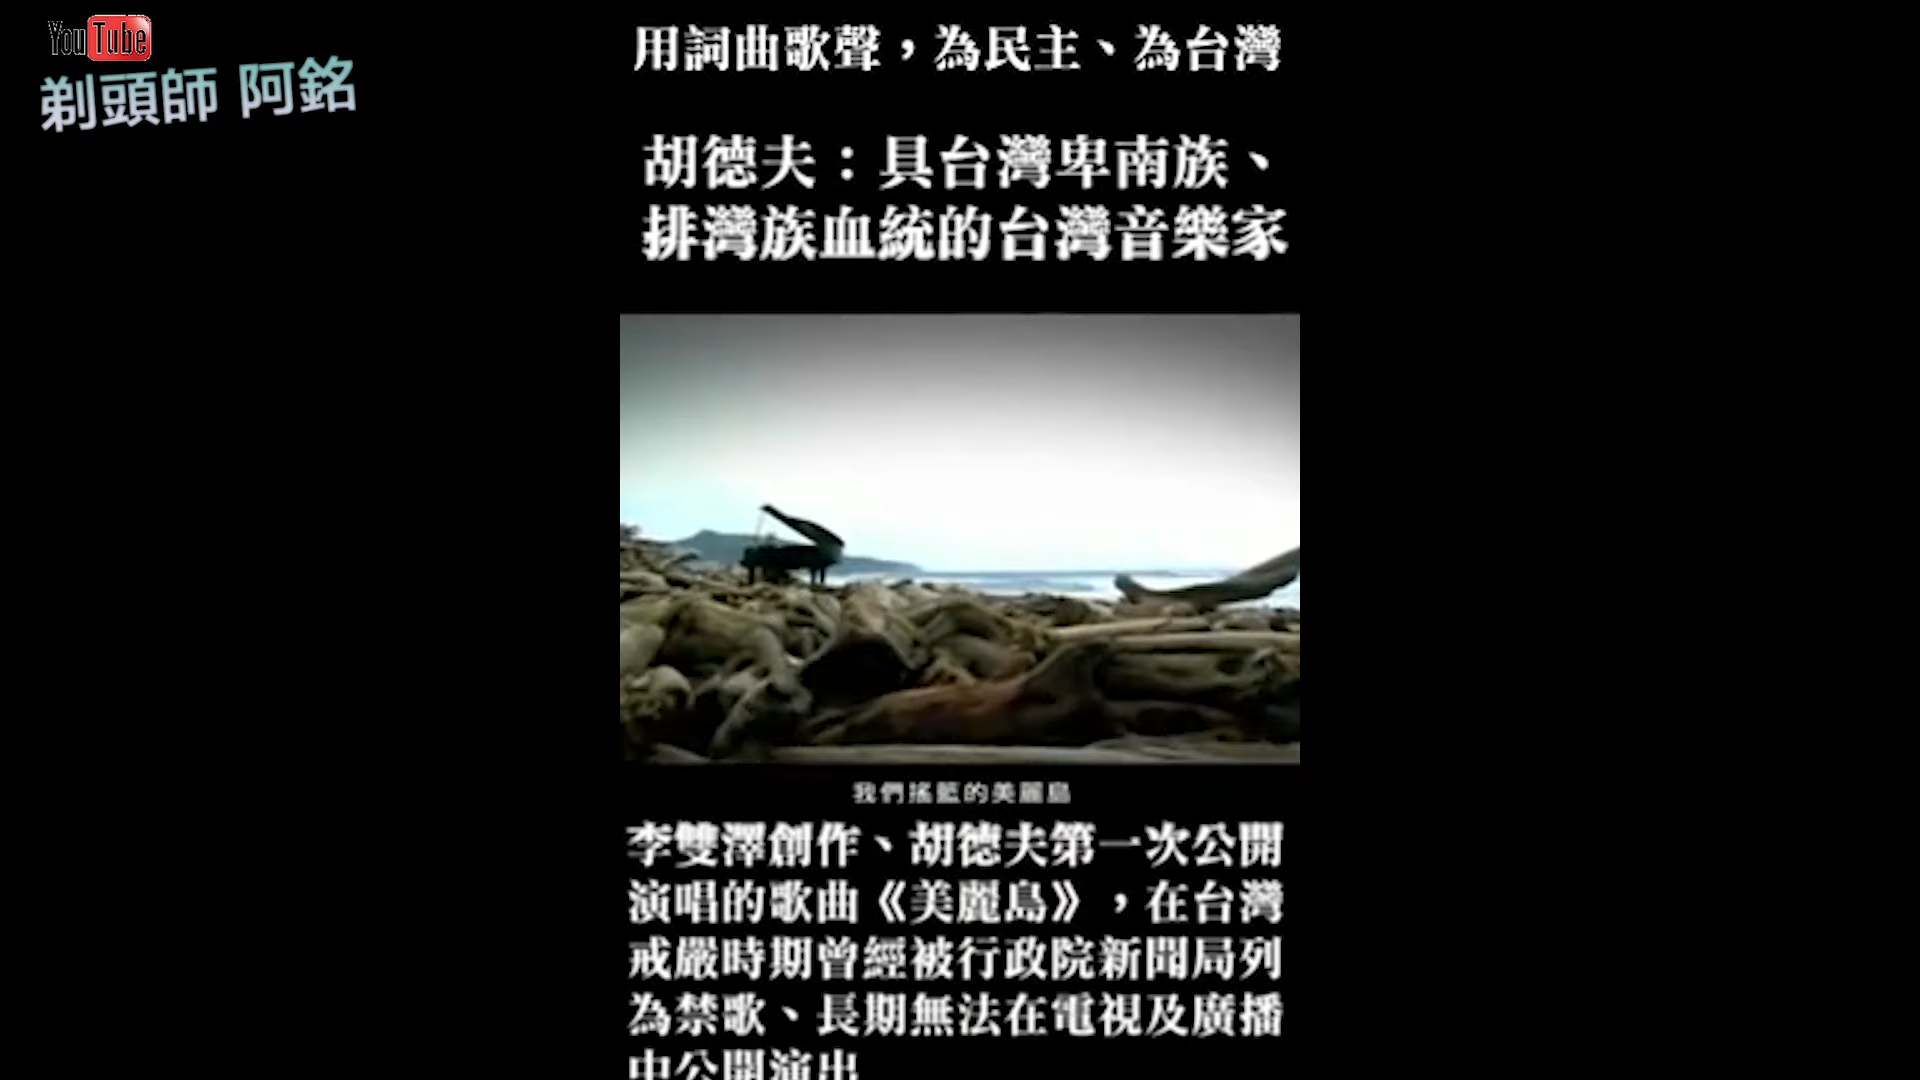 YouTube
剃頭師 阿銘
用詞曲歌聲，為民主、為台灣
胡德夫：具台灣卑南族、
排灣族血統的台灣音樂家
我們搖籃的美麗島
李雙澤創作、胡德夫第一次公開
演唱的歌曲《美麗島》，在台灣
戒嚴時期曾經被行政院新聞局列
為禁歌、長期無法在電視及廣播
中公開演出